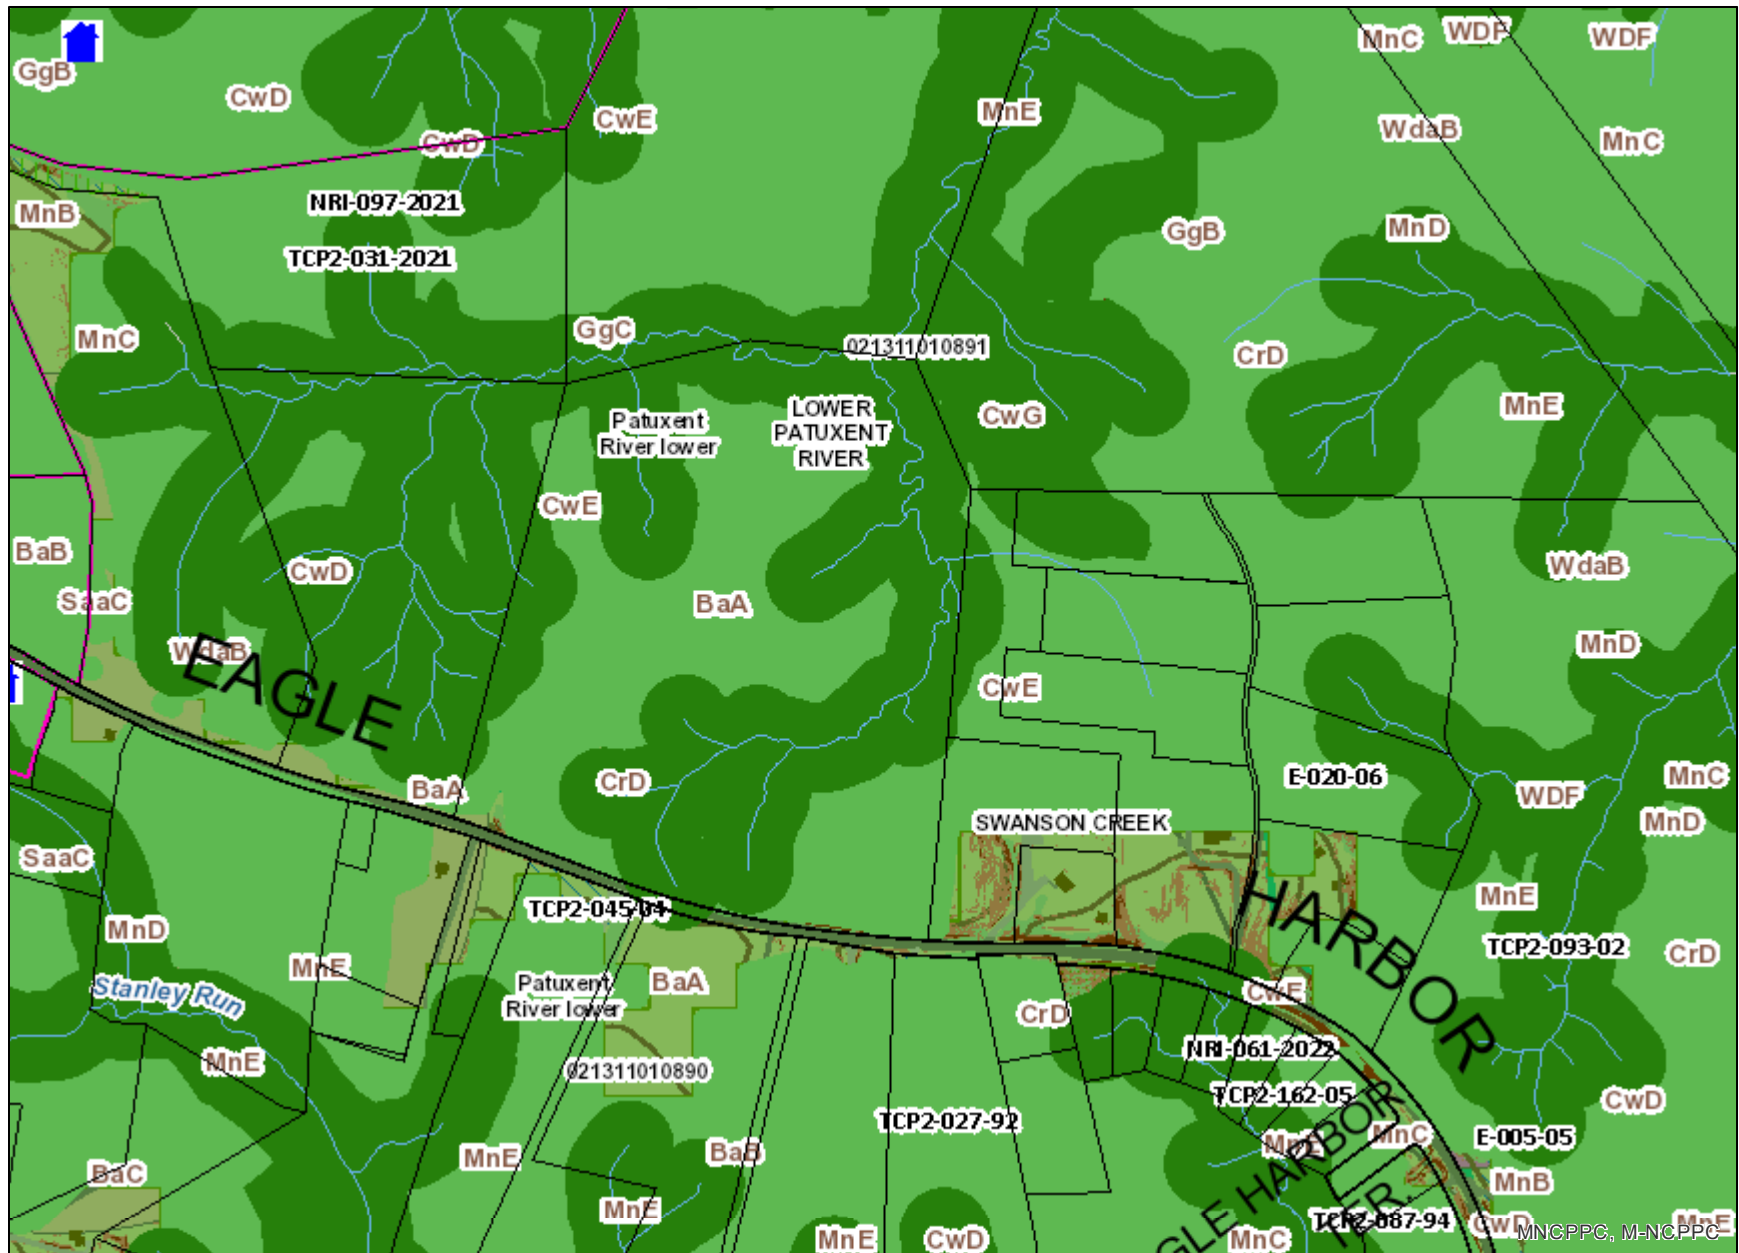 MnC
WDF
WDF
GgB
CwD
MnE
CwE
WdaB
MnC
CwD
NRI-097-2021
MnB
GgB
MnD
TCP2-031-2021
GgC
MnC
021311010891
CrD
LOWER
PATUXENT
RIVER
MnE
CwG
Patuxent
River lower
CwE
BaB
CwD
WdaB
SaaC
BaA
WdaB
EAGLE
MnD
CwE
CrD
BaA
E-020-06
WDF
MnC
SWANSON CREEK
MnD
SaaC
MnE
TCP2-045-04
HARBOR
MnD
TCP2-093-02
CrD
MnE
Stanley Run
Patuxent
River lower
BaA
CwE
CrD
NRI-061-2022
MnE
021311010890
TCP2-162-05
CwD
TCP2-027-92
MnC
E-005-05
MnE
BaB
BaC
MnB
EAGLE HARBOR
TER.
MnE
TCP2-087-94
CwD
MnE
MnE
CwD
MnC
MNCPPC, M-NCPPC